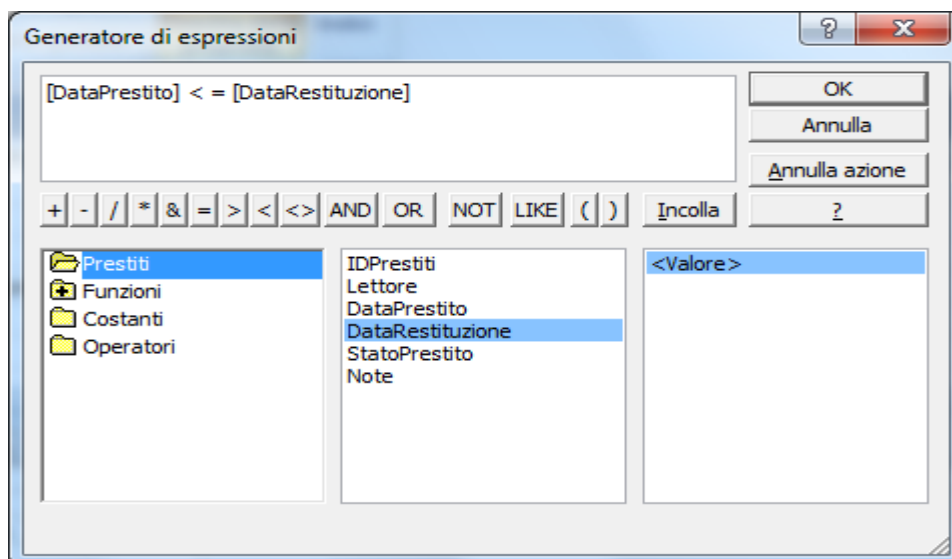 Generatore di espressioni
[DataPrestito] < = [DataRestituzione]
OK
Annulla
Annulla azione
+ - / * & = > < <> AND OR NOT LIKE ( ) Incolla ?
Prestiti IDPrestiti <Valore>
Funzioni Lettore
Costanti DataPrestito
Operatori DataRestituzione
StatoPrestito
Note